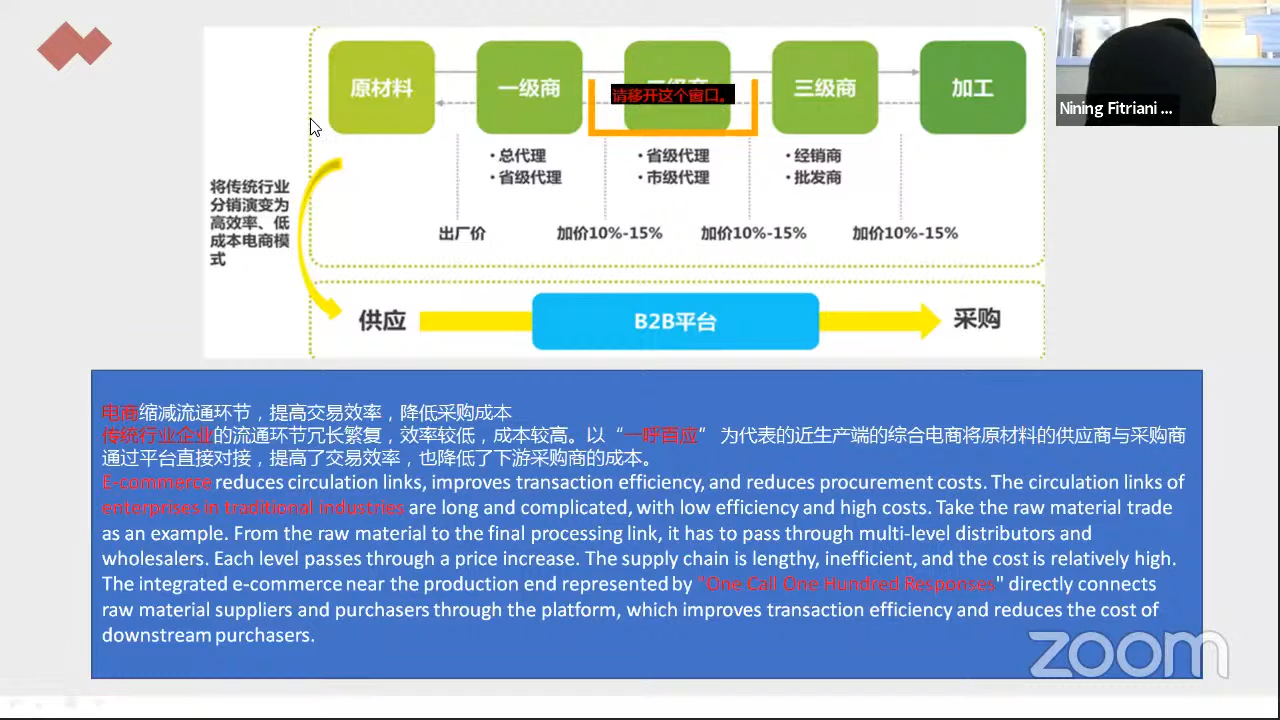 原材料
一级商
二级商
请移开这个窗口。
三级商
加工
Nining Fitriani ...
·总代理
·省级代理
·省级代理
·市级代理
·经销商
·批发商
将传统行业
分销演变为
高效率、低
成本电商模
式
出厂价
加价10%-15%
加价10%-15%
加价10%-15%
供应
B2B平台
采购
电商缩减流通环节，提高交易效率，降低采购成本
传统行业企业的流通环节冗长繁复，效率较低，成本较高。以“一呼百应” 为代表的近生产端的综合电商将原材料的供应商与采购商
通过平台直接对接，提高了交易效率，也降低了下游采购商的成本。
E-commerce reduces circulation links, improves transaction efficiency, and reduces procurement costs. The circulation links of
enterprises in traditional industries are long and complicated, with low efficiency and high costs. Take the raw material trade
as an example. From the raw material to the final processing link, it has to pass through multi-level distributors and
wholesalers. Each level passes through a price increase. The supply chain is lengthy, inefficient, and the cost is relatively high.
The integrated e-commerce near the production end represented by "One Call One Hundred Responses" directly connects
raw material suppliers and purchasers through the platform, which improves transaction efficiency and reduces the cost of
downstream purchasers.
zoom